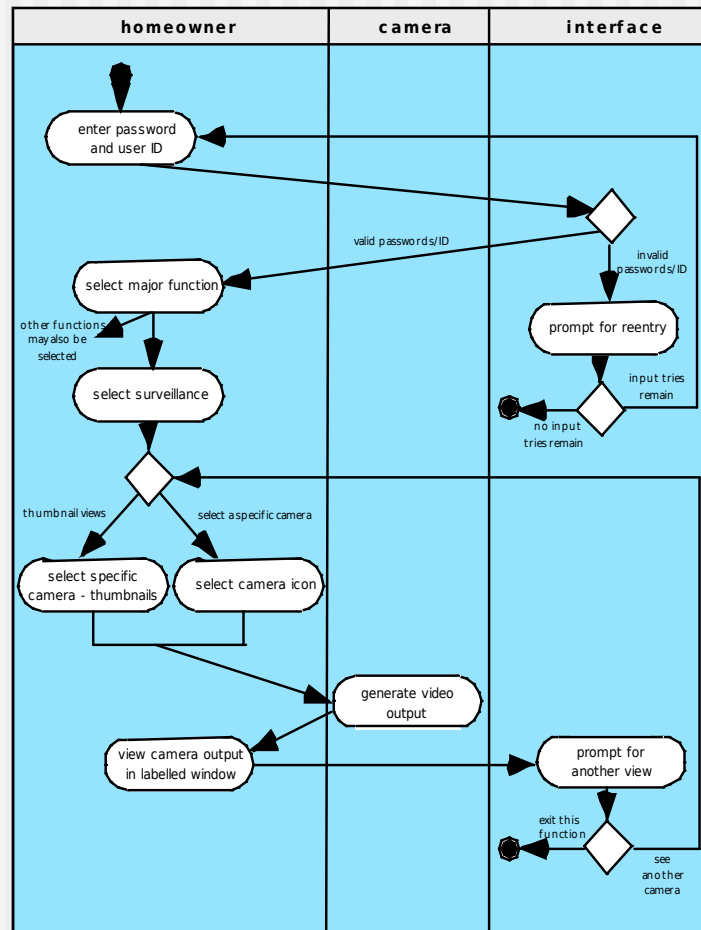 homeowner
camera
interface
enter password
and user ID
valid passwords/ID
invalid
passwords/ID
select major function
prompt for reentry
other functions
may also be
selected
input tries
remain
select surveillance
no input
tries remain
thumbnail views
select a specific camera
select specific
camera - thumbnails
select camera icon
generate video
output
view camera output
in labelled window
prompt for
another view
exit this
function
see
another
camera